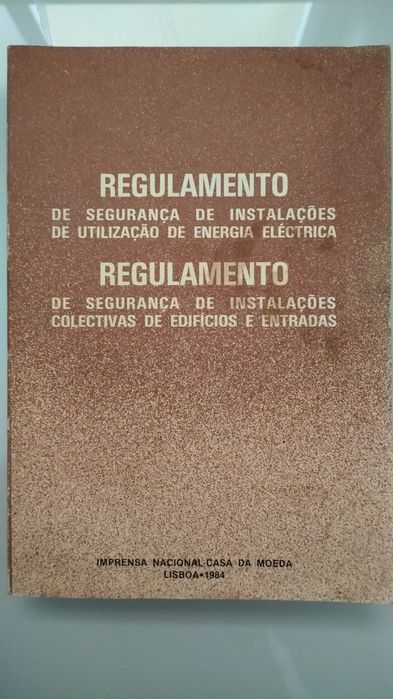 REGULAMENTO
DE SEGURANÇA DE INSTALAÇÕES
DE UTILIZAÇÃO DE ENERGIA ELÉCTRICA
REGULAMENTO
DE SEGURANÇA DE INSTALAÇÕES
COLECTIVAS DE EDIFÍCIOS E ENTRADAS
IMPRENSA NACIONAL-CASA DA MOEDA
LISBOA•1984